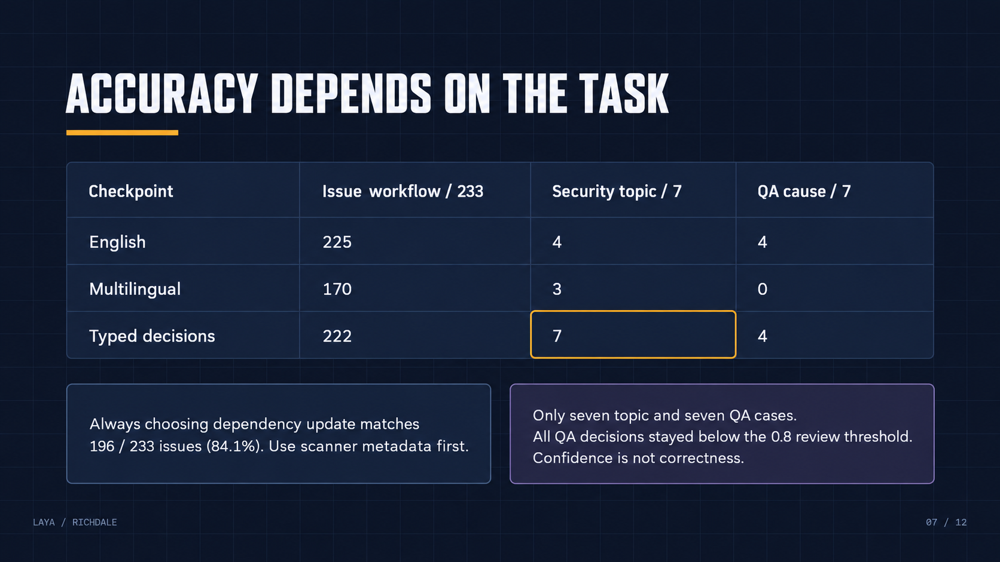 ACCURACY DEPENDS ON THE TASK
Checkpoint Issue workflow / 233 Security topic / 7 QA cause / 7
English 225 4 4
Multilingual 170 3 0
Typed decisions 222 7 4
Always choosing dependency update matches
196 / 233 issues (84.1%). Use scanner metadata first.
Only seven topic and seven QA cases.
All QA decisions stayed below the 0.8 review threshold.
Confidence is not correctness.
LAYA / RICHDALE
07 / 12